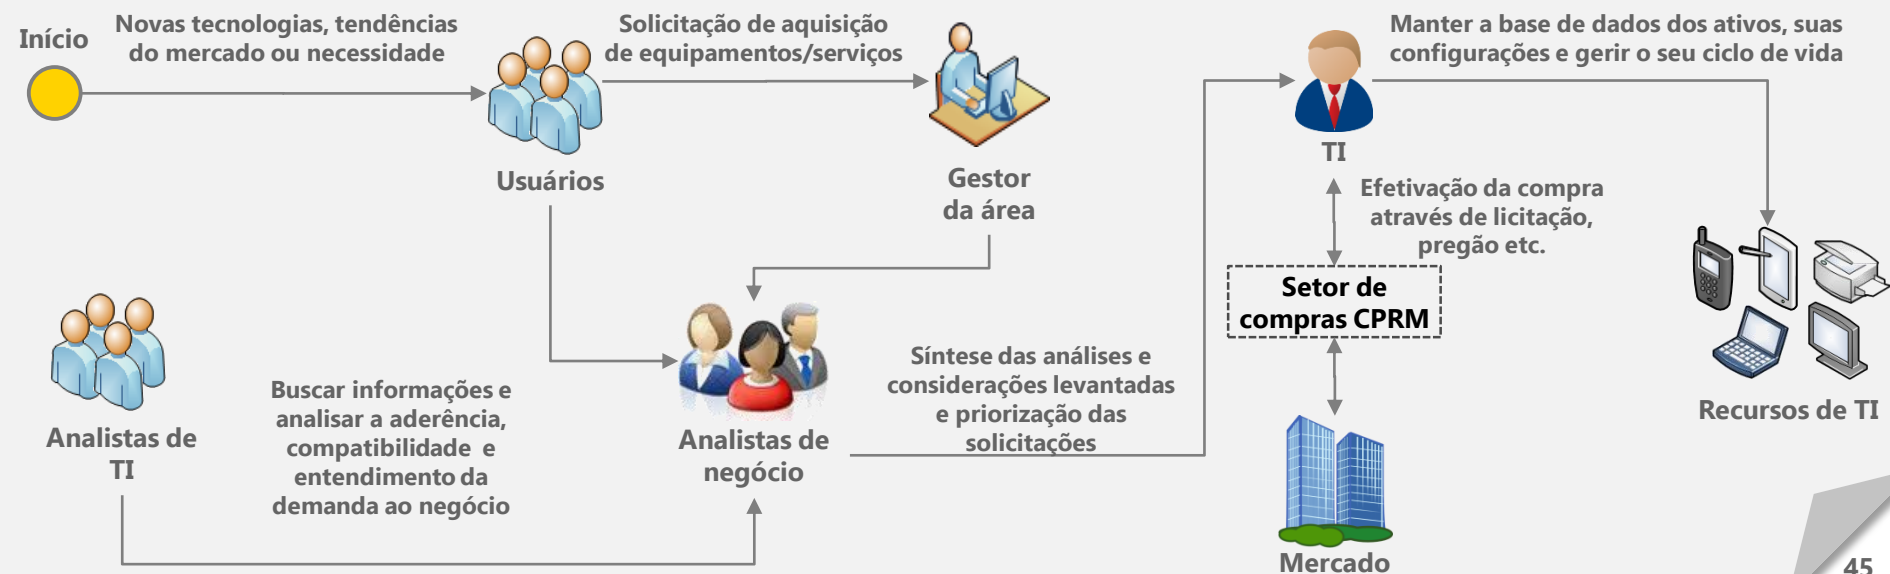 Início
Novas tecnologias, tendências
do mercado ou necessidade
Solicitação de aquisição
de equipamentos/serviços
Manter a base de dados dos ativos, suas
configurações e gerir o seu ciclo de vida
Usuários
Gestor
da área
TI
Efetivação da compra
através de licitação,
pregão etc.
Setor de
compras CPRM
Analistas de
TI
Buscar informações e
analisar a aderência,
compatibilidade e
entendimento da
demanda ao negócio
Analistas de
negócio
Síntese das análises e
considerações levantadas
e priorização das
solicitações
Recursos de TI
Mercado
45